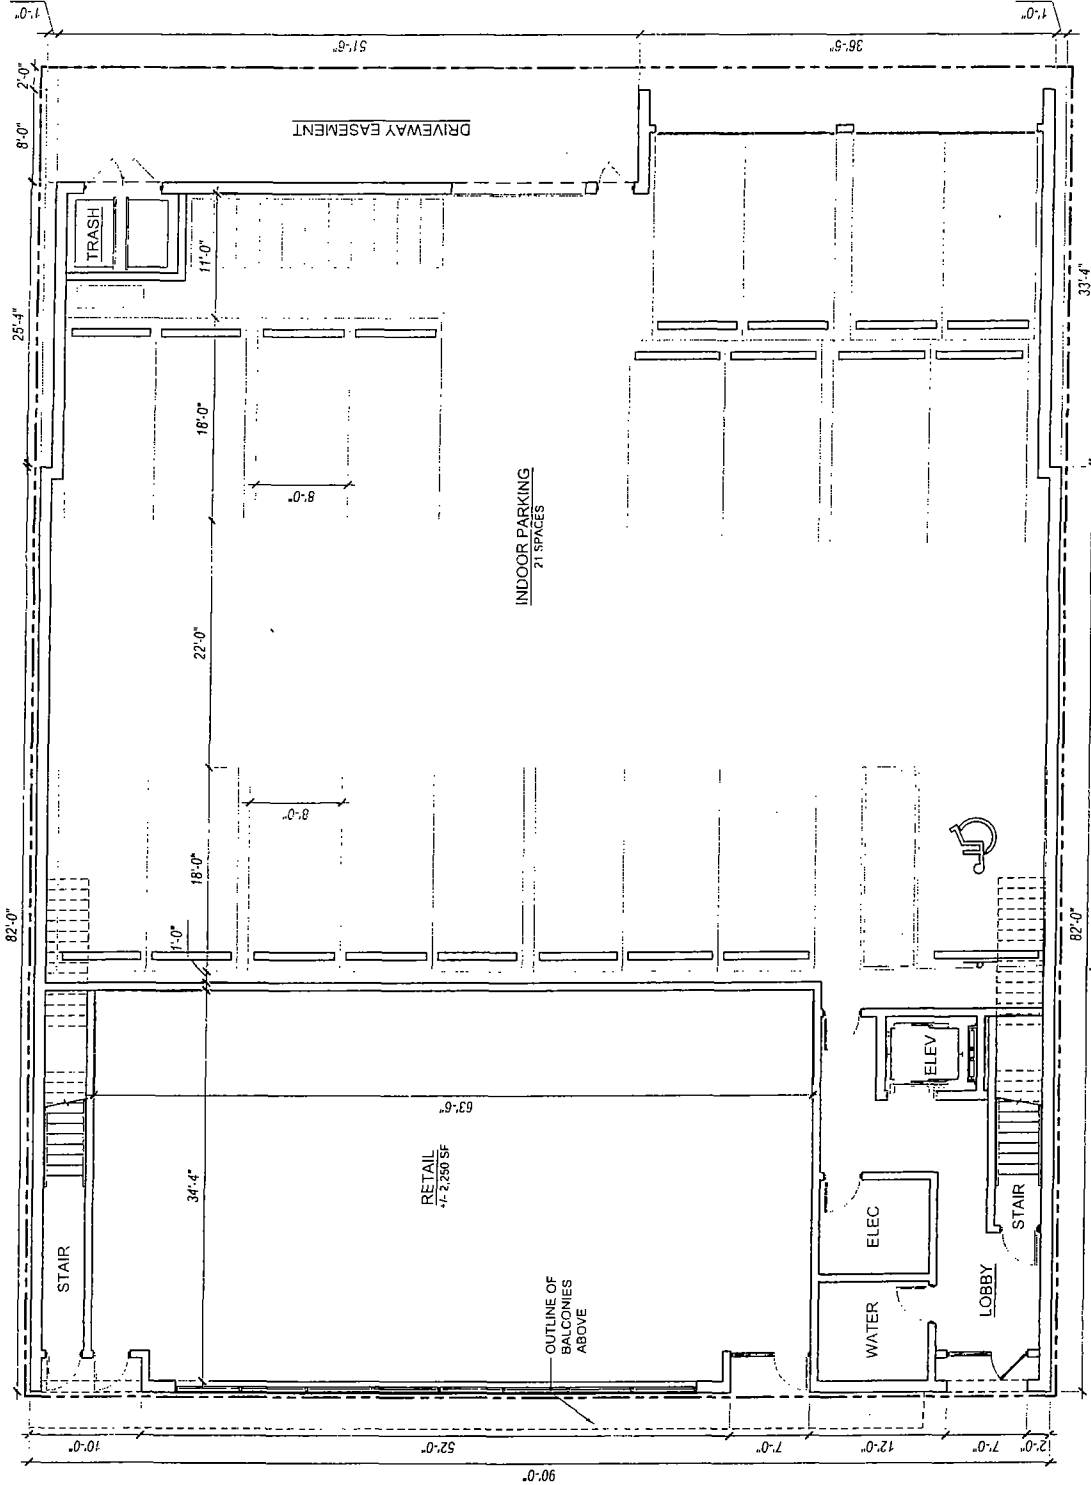 1'-0"
1'-0"
51'-6"
36'-5"
2'-0"
8'-0"
DRIVEWAY EASEMENT
TRASH
11'-0"
25'-4"
33'-4"
18'-0"
8'-0"
INDOOR PARKING
21 SPACES
22'-0"
8'-0"
18'-0"
1'-0"
82'-0"
82'-0"
ELEV
63'-6"
RETAIL
+/- 2,250 SF
34'-4"
STAIR
ELEC
STAIR
LOBBY
WATER
OUTLINE OF
BALCONIES
ABOVE
10'-0"
52'-0"
7'-0"
12'-0"
7'-0"
2'-0"
90'-0"